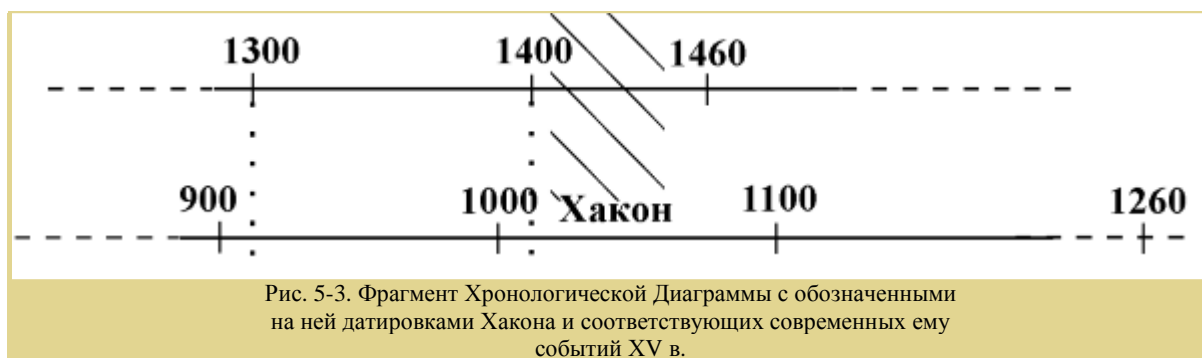 1300 1400 1460
900 1000 Хакон 1100 1260
Рис. 5-3. Фрагмент Хронологической Диаграммы с обозначенными
на ней датировками Хакона и соответствующих современных ему
событий XV в.